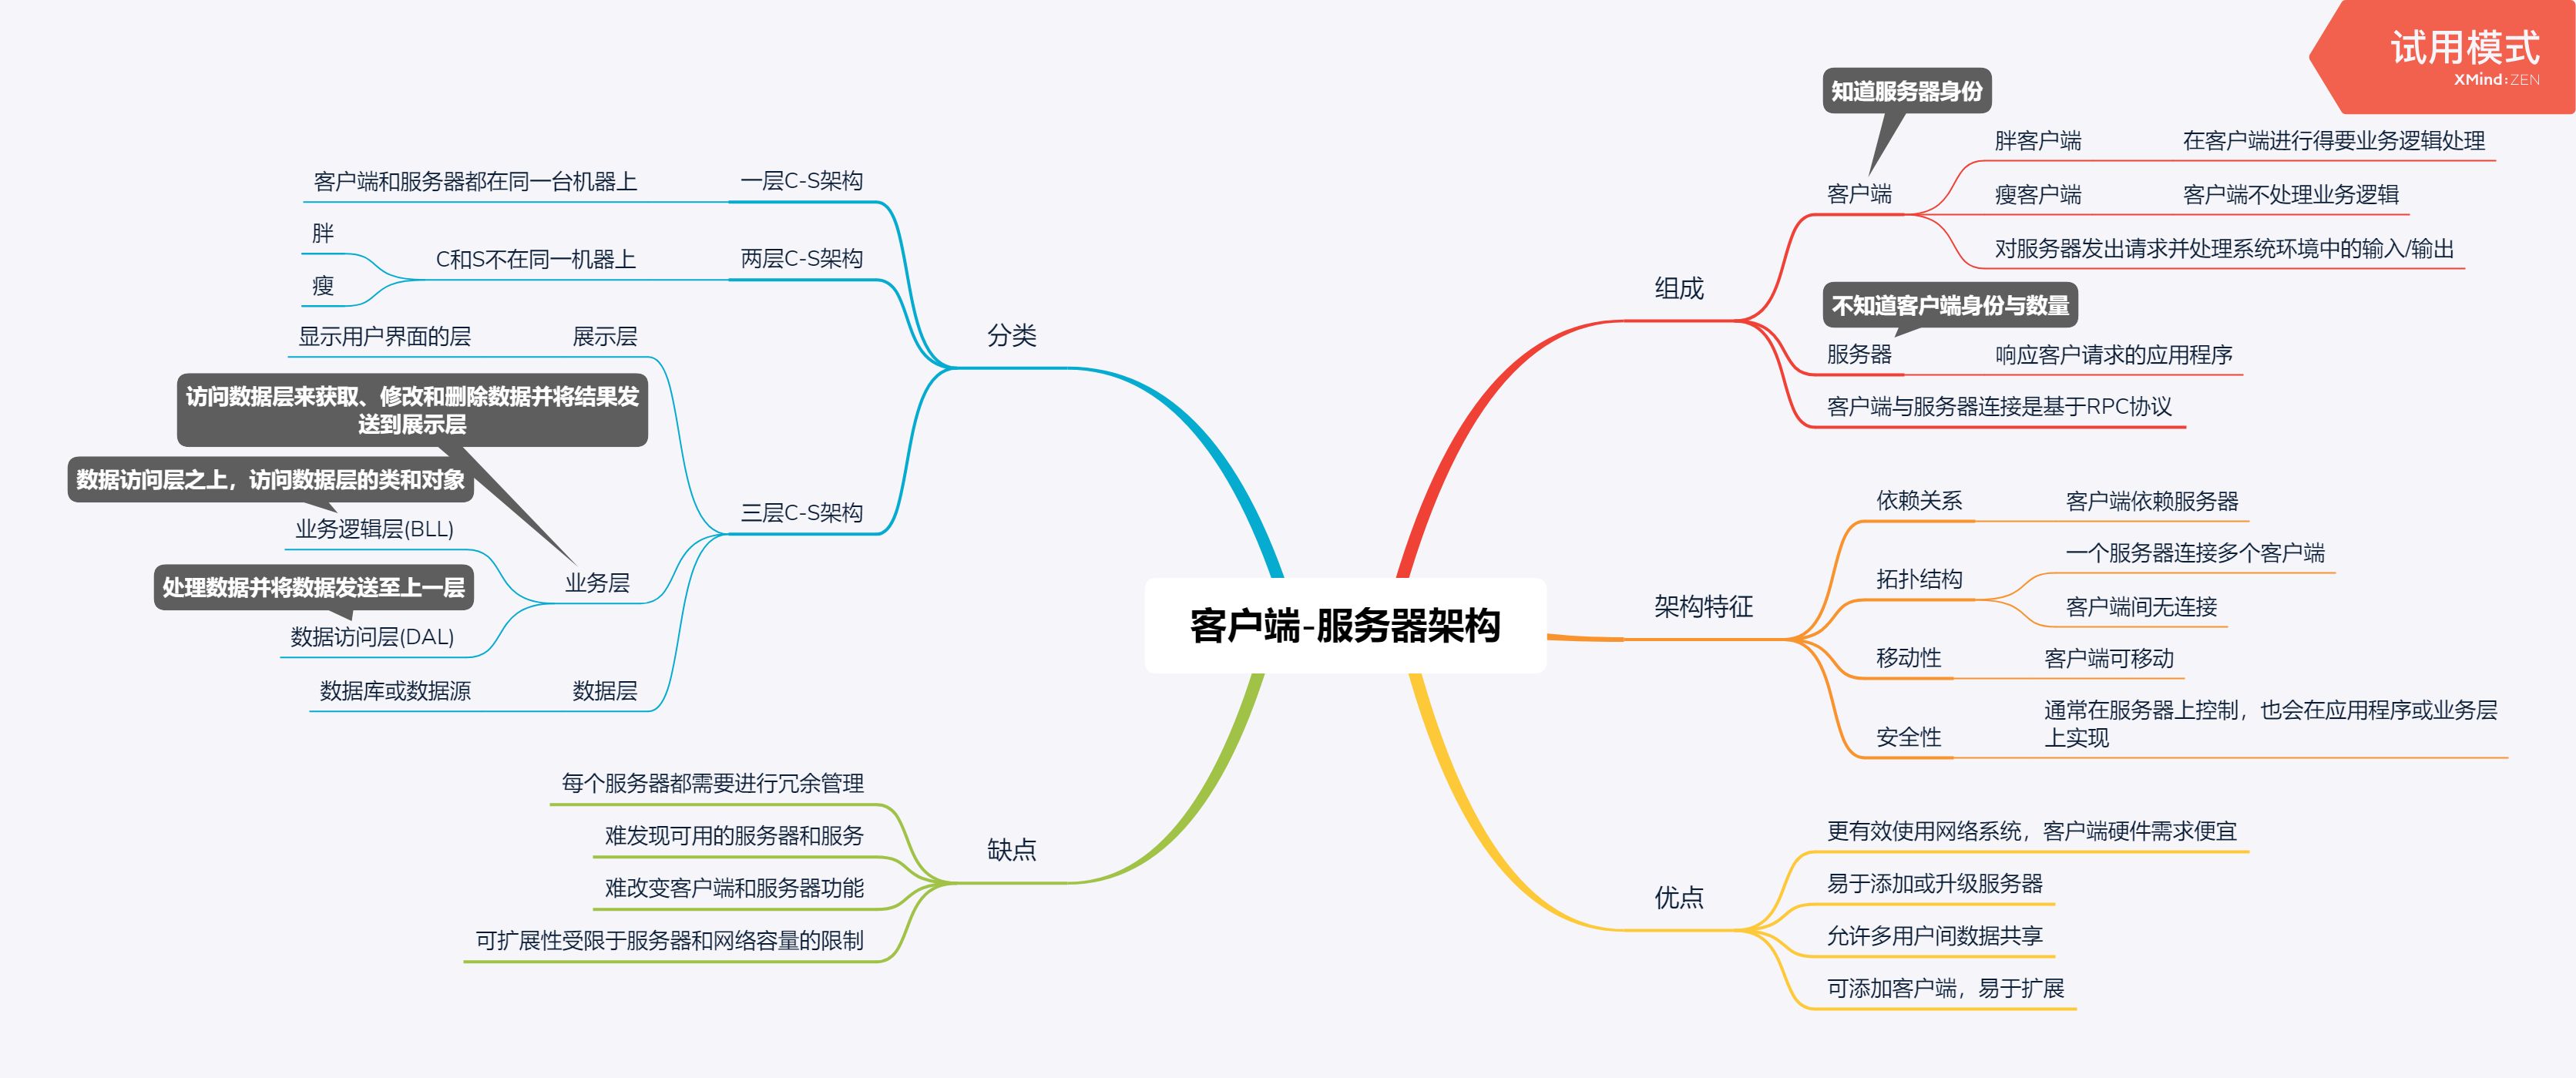 试用模式
XMind:ZEN
客户端-服务器架构
组成
知道服务器身份
客户端
胖客户端
在客户端进行得要业务逻辑处理
瘦客户端
客户端不处理业务逻辑
对服务器发出请求并处理系统环境中的输入/输出
不知道客户端身份与数量
服务器
响应客户请求的应用程序
客户端与服务器连接是基于RPC协议
架构特征
依赖关系
客户端依赖服务器
拓扑结构
一个服务器连接多个客户端
客户端间无连接
移动性
客户端可移动
安全性
通常在服务器上控制，也会在应用程序或业务层
上实现
优点
更有效使用网络系统，客户端硬件需求便宜
易于添加或升级服务器
允许多用户间数据共享
可添加客户端，易于扩展
分类
一层C-S架构
客户端和服务器都在同一台机器上
两层C-S架构
C和S不在同一机器上
胖
瘦
三层C-S架构
展示层
显示用户界面的层
访问数据层来获取、修改和删除数据并将结果发
送到展示层
业务层
数据访问层之上，访问数据层的类和对象
业务逻辑层(BLL)
处理数据并将数据发送至上一层
数据访问层(DAL)
数据层
数据库或数据源
缺点
每个服务器都需要进行冗余管理
难发现可用的服务器和服务
难改变客户端和服务器功能
可扩展性受限于服务器和网络容量的限制